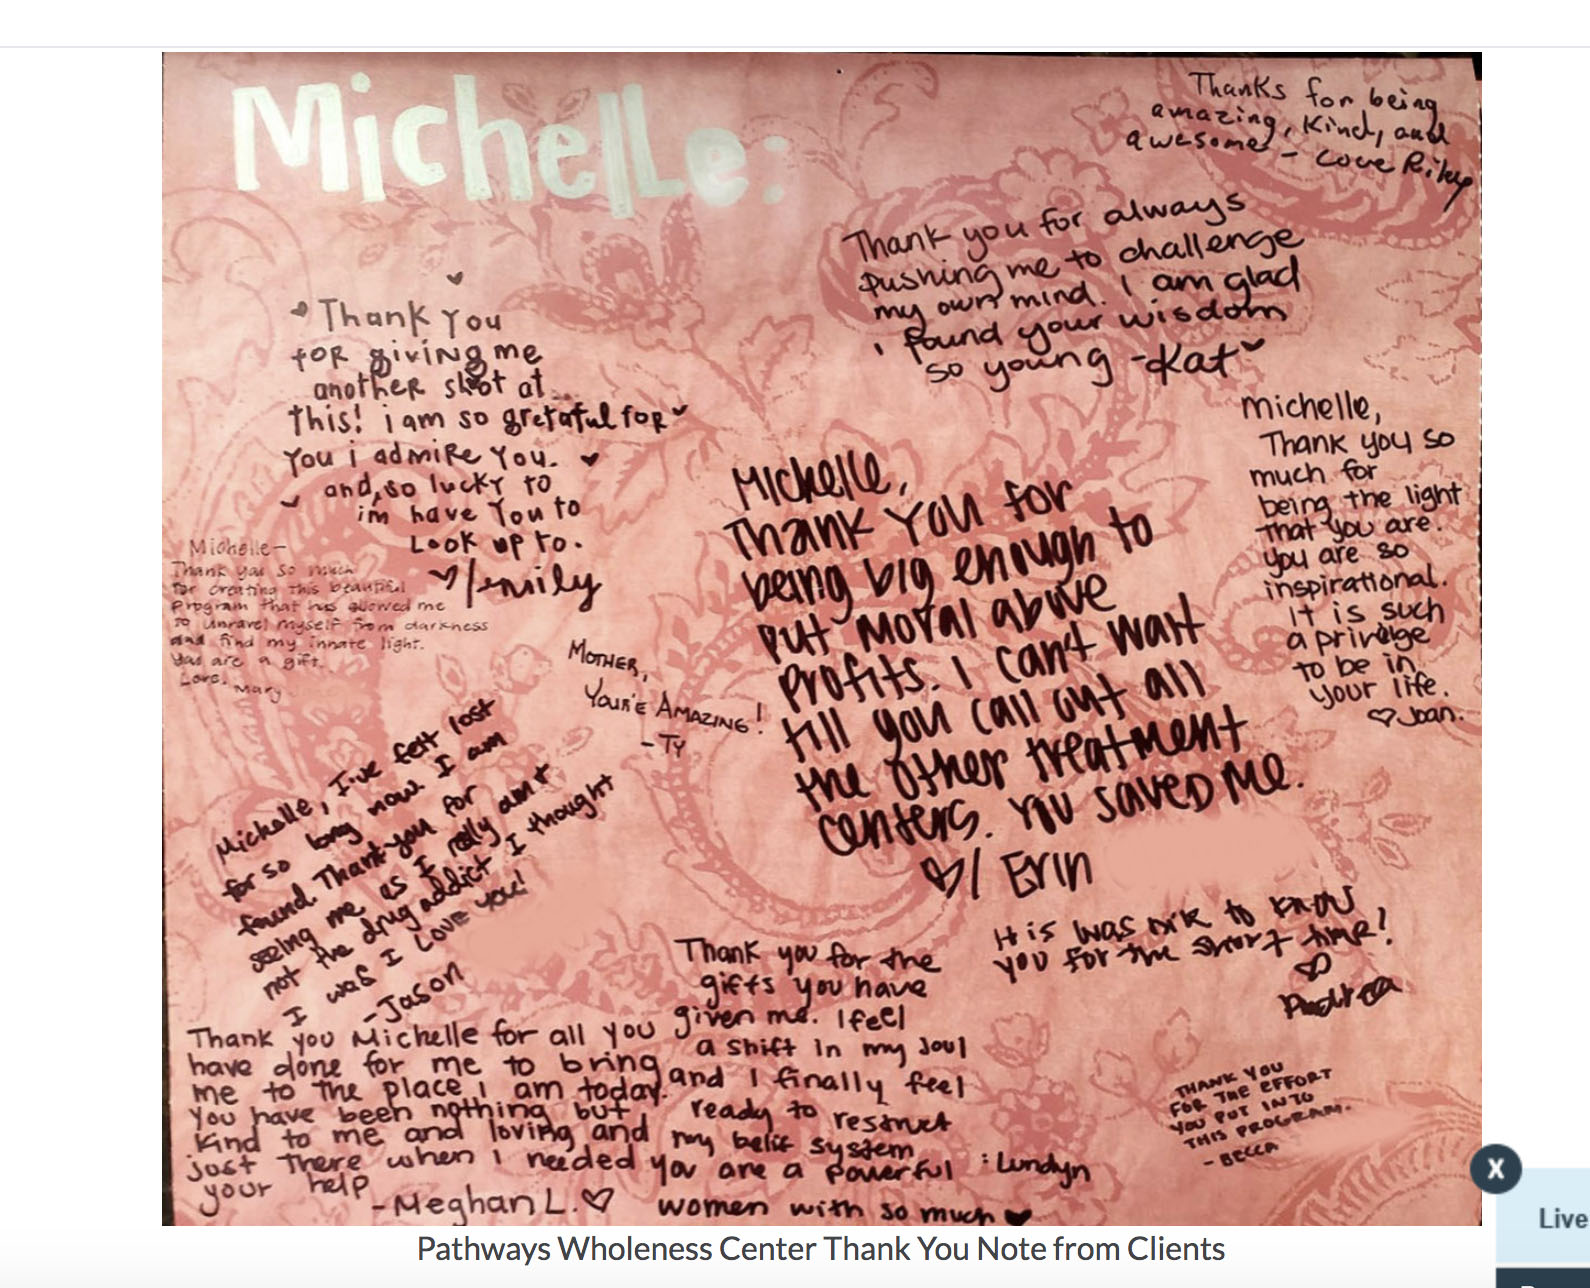 Michelle:
Thanks for being
amazing, Kind, and
awesome - Love Riley
Thank you for always
pushing me to challenge
my own mind. I am glad
i found your wisdom
so young -Kat
Thank You
for giving me
another shot at
this! i am so gretaful for
You i admire You.
and so lucky to
im have You to
Look up to.
/emily
Michelle,
Thank you so
much for
being the light
that you are.
you are so
inspirational.
It is such
a privelge
to be in
your life.
Joan.
Michelle,
Thank you for
being big enough to
put moral above
profits. I can't wait
till you call out all
the other treatment
centers. You saved me.
/ Erin
Michelle-
Thank you so much
for creating this beautiful
program that has allowed me
to unravel myself from darkness
and find my innate light.
You are a gift.
Love, Mary
Mother,
You're Amazing!
-Ty
Michelle, I've felt lost
for so long now I am
found. Thank you for
seeing me as I really am +
not the drug addict I thought
I was I Love you!
-Jason
It is was to know
you for the short time!
Andrea
Thank you for the
gifts you have
given me. I feel
a shift in my soul
and I finally feel
ready to
my system
you are a powerful
women with so much
: Lundyn
Thank you Michelle for all you
have done for me to bring
me to the place i am today.
You have been nothing but
kind to me and loving and
just there when i needed
your help
-Meghan L.
THANK YOU
FOR THE EFFORT
YOU PUT INTO
THIS PROGRAM.
- BECCA
X
Live
Pathways Wholeness Center Thank You Note from Clients